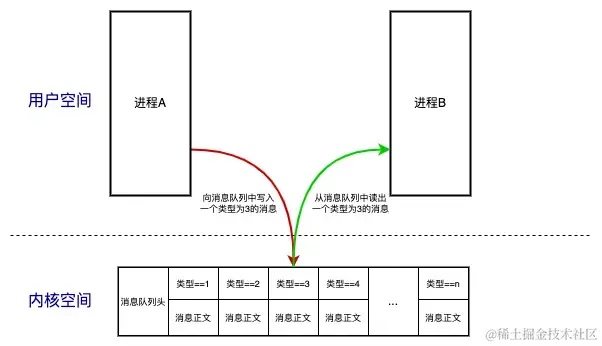 用户空间
进程A
进程B
向消息队列中写入
一个类型为3的消息
从消息队列中读出
一个类型为3的消息
内核空间
消息队列头
类型==1
类型==2
类型==3
类型==4
...
类型==n
消息正文
消息正文
消息正文
消息正文
消息正文
@稀土掘金技术社区